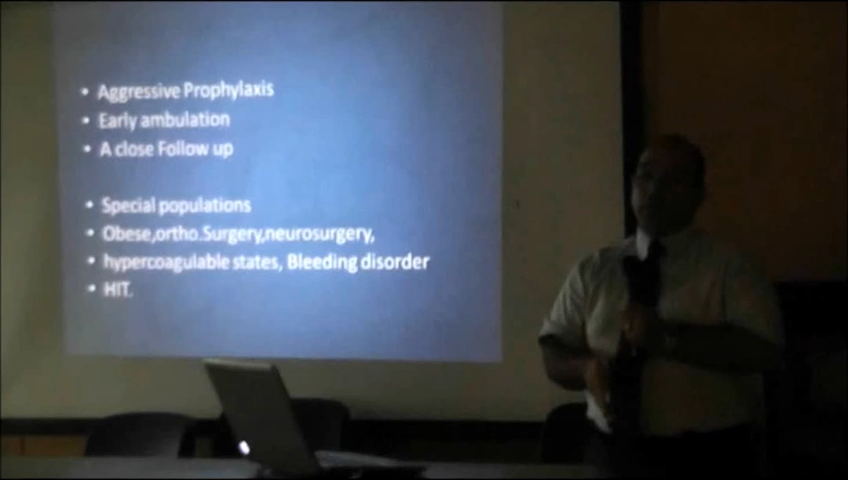 • Aggressive Prophylaxis
• Early ambulation
• A close Follow up
• Special populations
• Obese,ortho.Surgery,neurosurgery,
• hypercoagulable states, Bleeding disorder
• HIT.